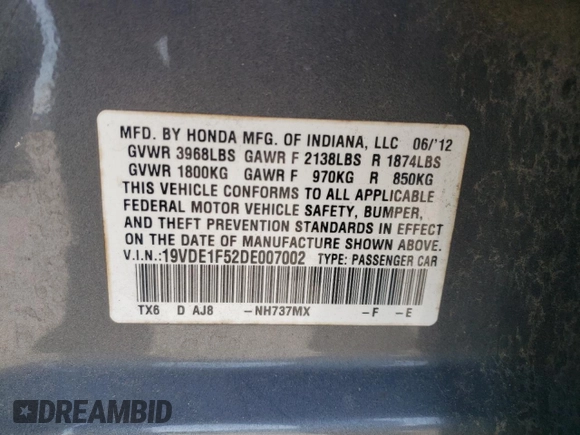 MFD. BY HONDA MFG. OF INDIANA, LLC 06/'12
GVWR 3968LBS GAWR F 2138LBS R 1874LBS
GVWR 1800KG GAWR F 970KG R 850KG
THIS VEHICLE CONFORMS TO ALL APPLICABLE
FEDERAL MOTOR VEHICLE SAFETY, BUMPER,
AND THEFT PREVENTION STANDARDS IN EFFECT
ON THE DATE OF MANUFACTURE SHOWN ABOVE.
V.I.N.:19VDE1F52DE007002 TYPE: PASSENGER CAR
TX6 D AJ8 -NH737MX -F -E
DREAMBID